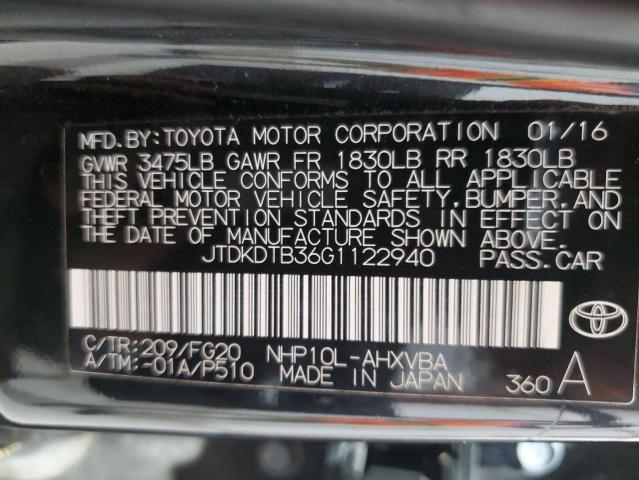 MFD.BY:TOYOTA MOTOR CORPORATION 01/16
GVWR 3475LB GAWR FR 1830LB RR 1830LB
THIS VEHICLE CONFORMS TO ALL APPLICABLE
FEDERAL MOTOR VEHICLE SAFETY,BUMPER,AND
THEFT PREVENTION STANDARDS IN EFFECT ON
THE DATE OF MANUFACTURE SHOWN ABOVE.
JTDKDTB36G1122940 PASS.CAR
C/TR:209/FG20 NHP10L-AHXVBA
A/TM:-01A/P510 MADE IN JAPAN 360 A